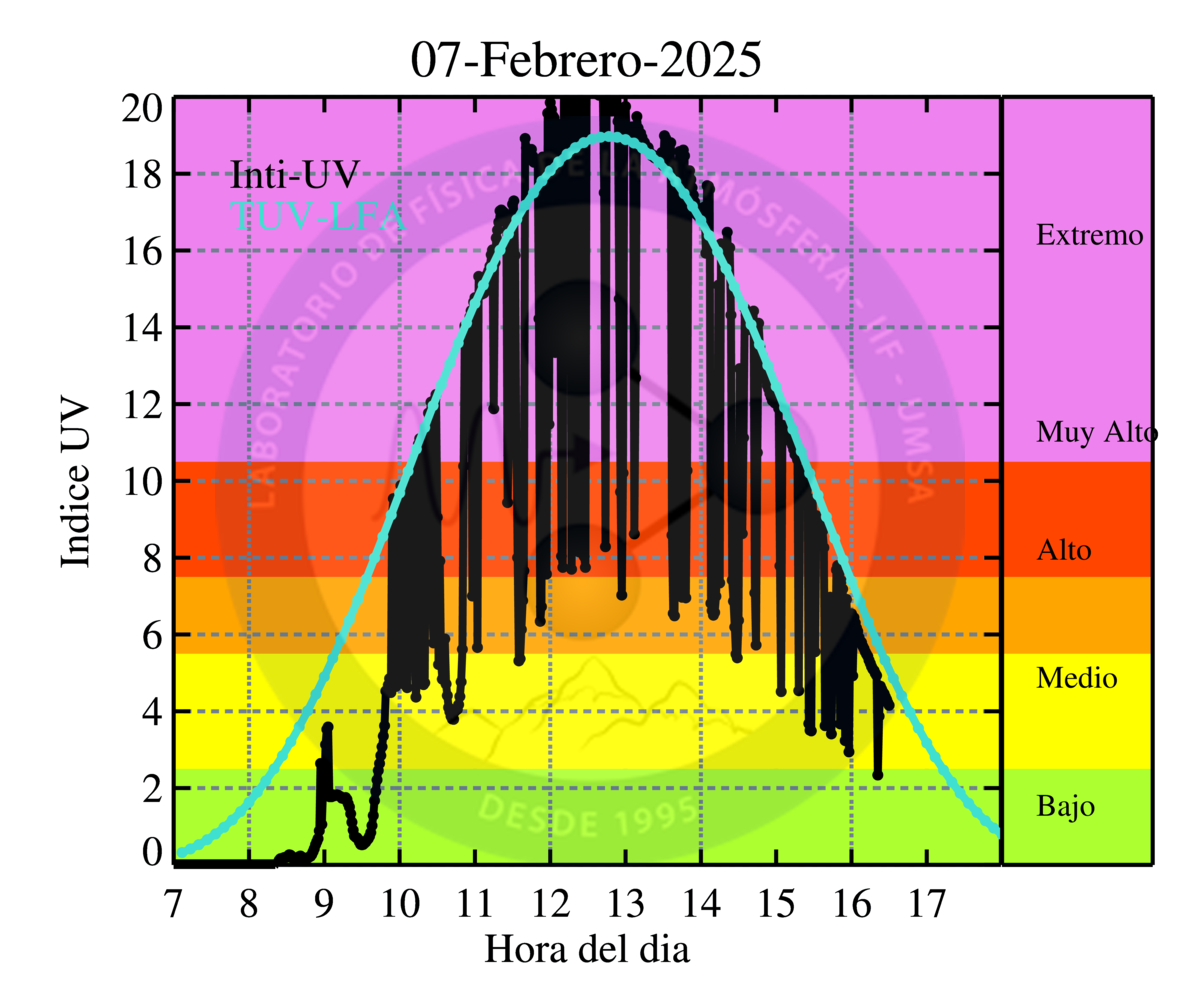 07-Febrero-2025
20
18
16
14
12
10
8
6
4
2
0
Indice UV
Inti-UV
TUV-LFA
LABORATORIO DE FÍSICA DE LA ATMÓSFERA - IIF - UMSA
DESDE 1995
Extremo
Muy Alto
Alto
Medio
Bajo
7 8 9 10 11 12 13 14 15 16 17
Hora del dia